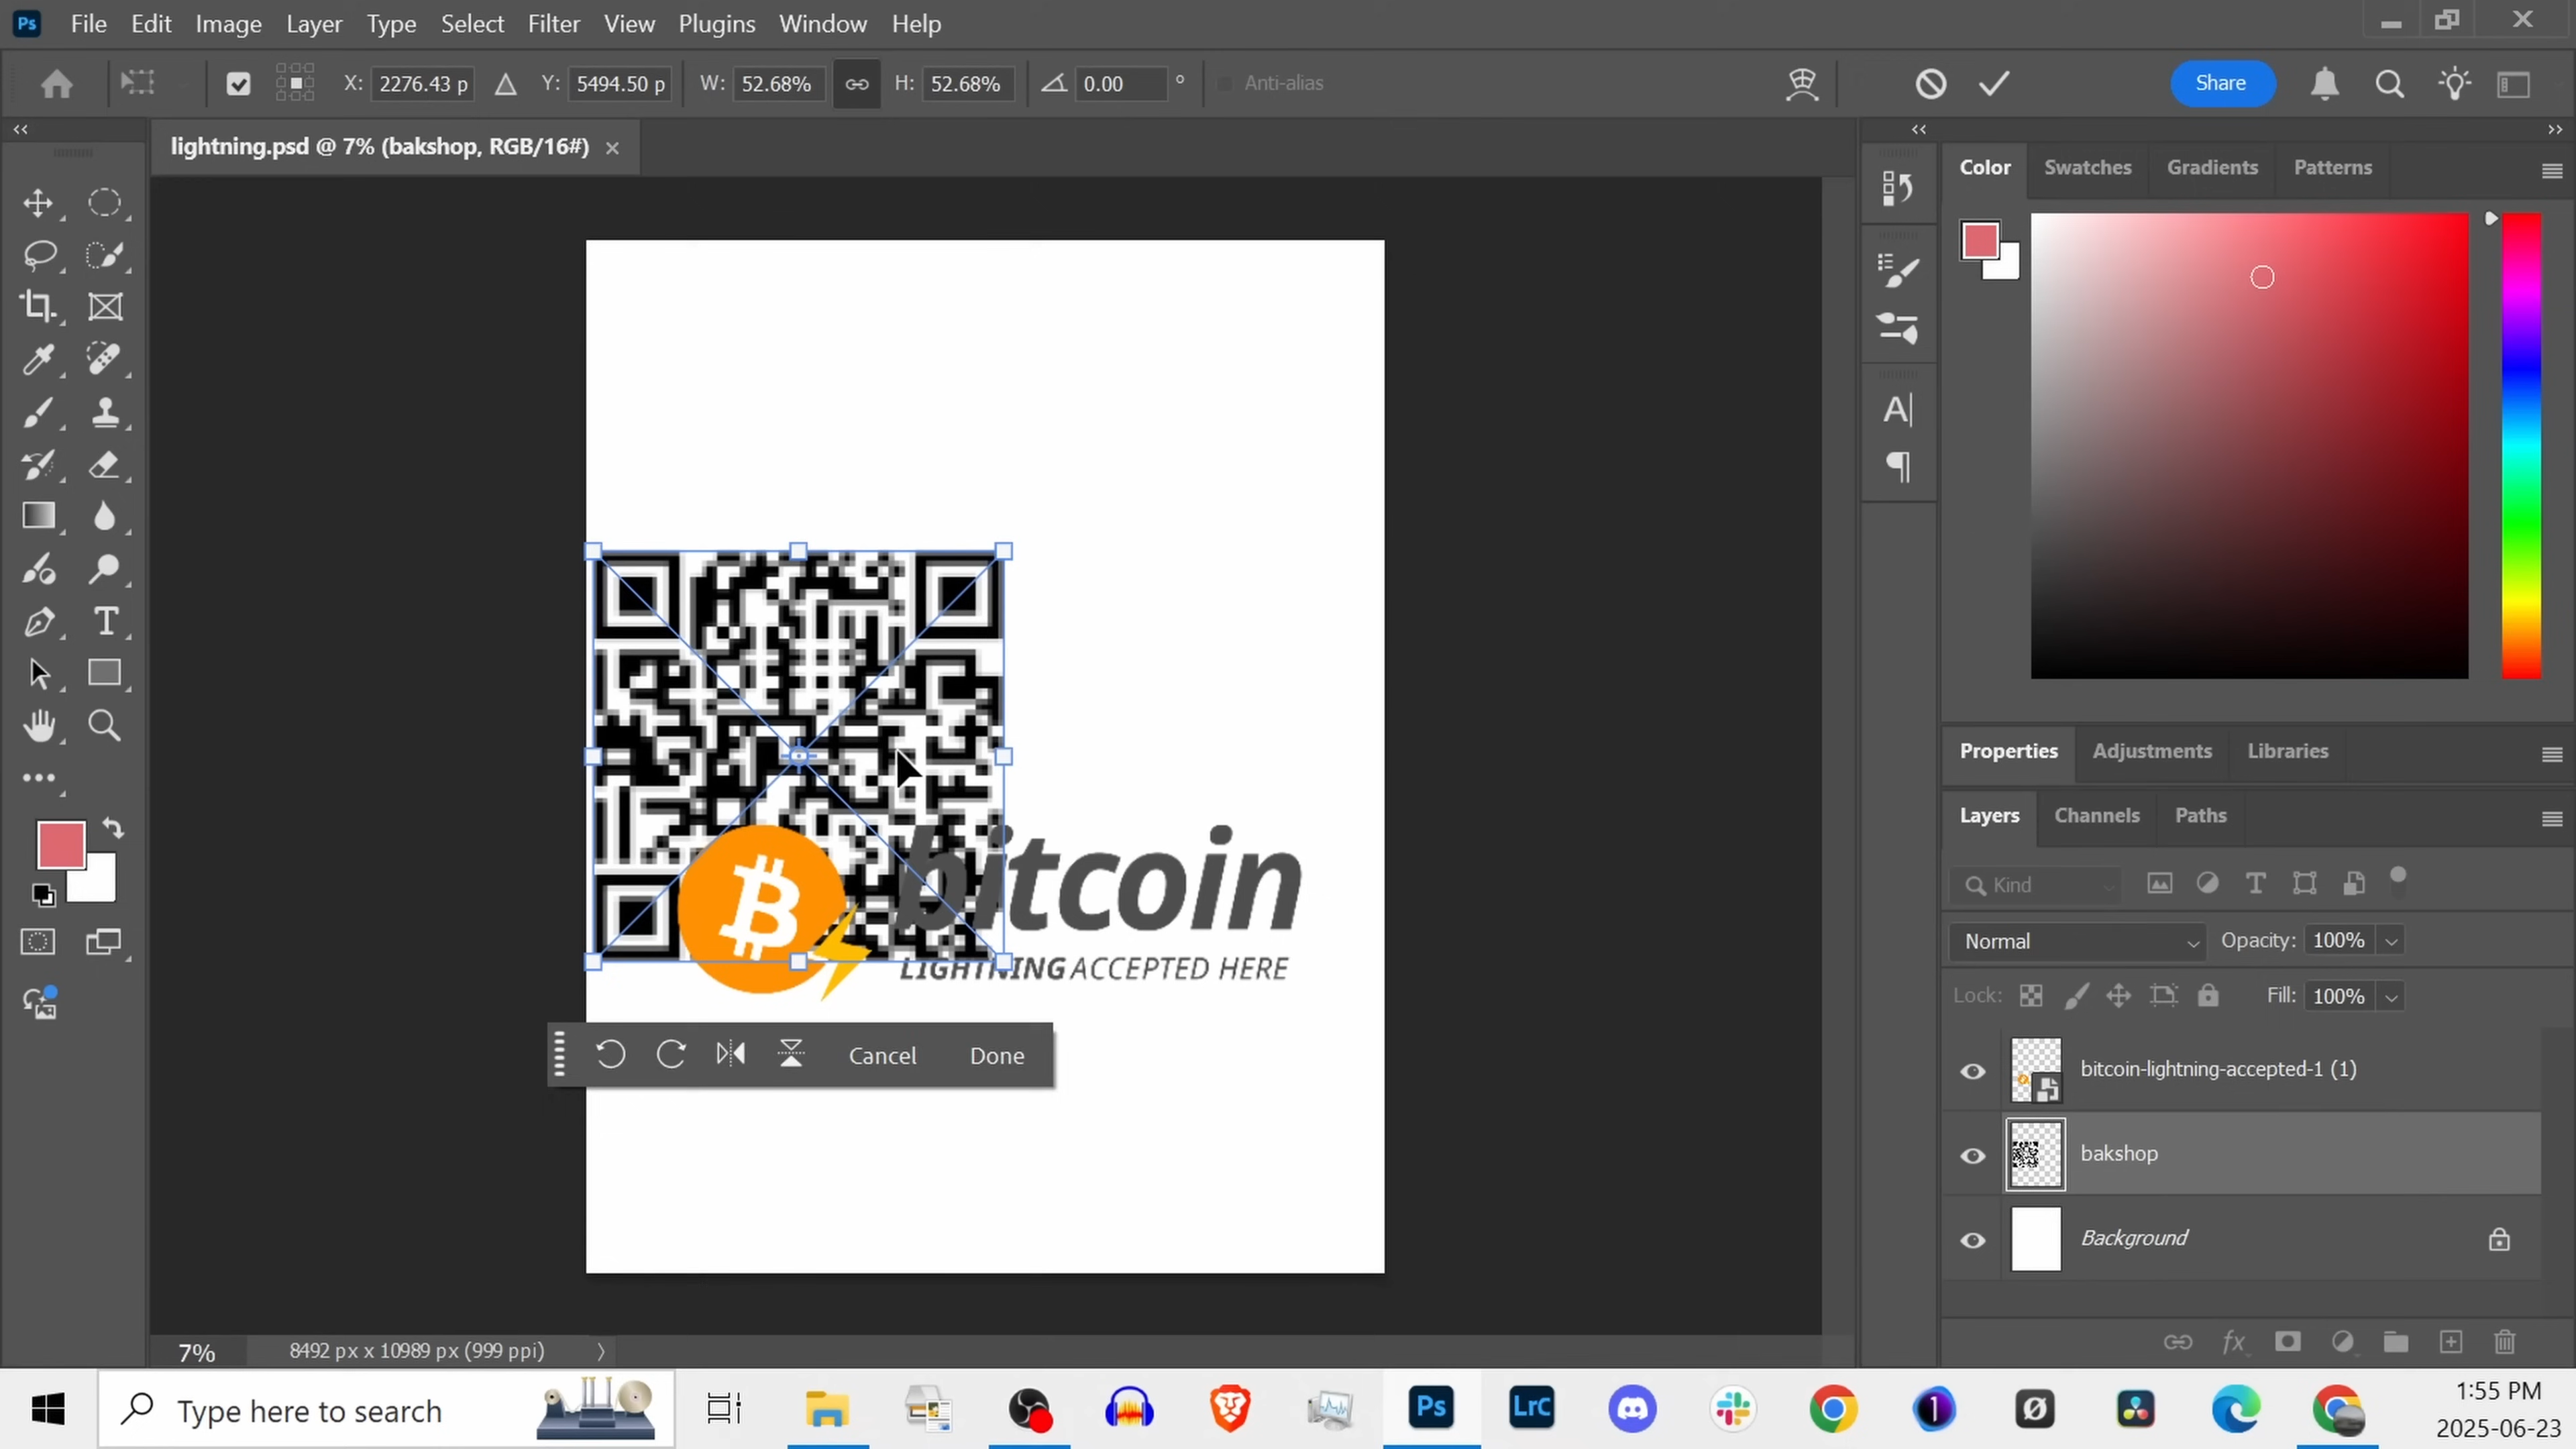 Ps File Edit Image Layer Type Select Filter View Plugins Window Help
X: 2276.43 p Y: 5494.50 p W: 52.68% H: 52.68% 0.00 ° Anti-alias Share
lightning.psd @ 7% (bakshop, RGB/16#) ×
Color Swatches Gradients Patterns
bitcoin
LIGHTNING ACCEPTED HERE
Cancel Done
Properties Adjustments Libraries
Layers Channels Paths
Kind
Normal Opacity: 100%
Lock: Fill: 100%
bitcoin-lightning-accepted-1 (1)
bakshop
Background
7% 8492 px x 10989 px (999 ppi)
Type here to search
Ps LrC
1:55 PM
2025-06-23